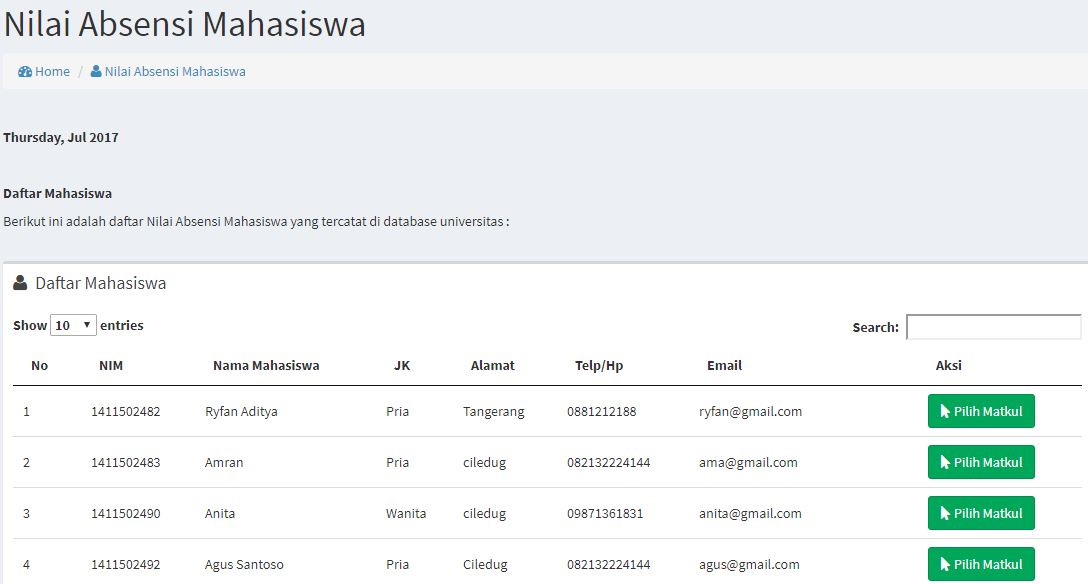 Nilai Absensi Mahasiswa
Home / Nilai Absensi Mahasiswa
Thursday, Jul 2017
Daftar Mahasiswa
Berikut ini adalah daftar Nilai Absensi Mahasiswa yang tercatat di database universitas :
Daftar Mahasiswa
Show 10 entries Search:
No NIM Nama Mahasiswa JK Alamat Telp/Hp Email Aksi
1 1411502482 Ryfan Aditya Pria Tangerang 0881212188 ryfan@gmail.com Pilih Matkul
2 1411502483 Amran Pria ciledug 082132224144 ama@gmail.com Pilih Matkul
3 1411502490 Anita Wanita ciledug 09871361831 anita@gmail.com Pilih Matkul
4 1411502492 Agus Santoso Pria Ciledug 082132224144 agus@gmail.com Pilih Matkul